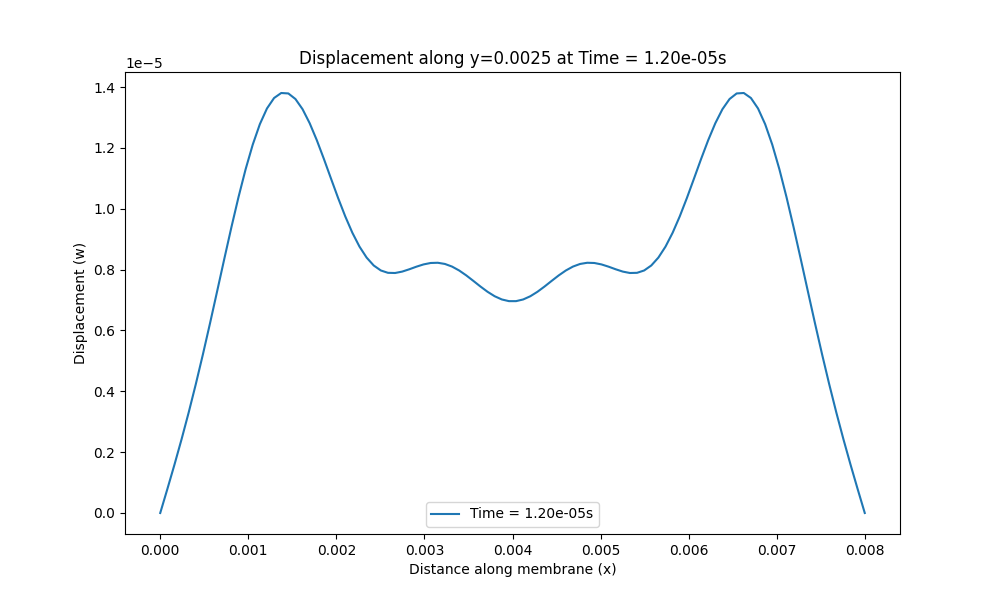 Displacement along y=0.0025 at Time = 1.20e-05s
1e−5
1.4
1.2
1.0
0.8
0.6
0.4
0.2
0.0
Displacement (w)
Time = 1.20e-05s
0.000 0.001 0.002 0.003 0.004 0.005 0.006 0.007 0.008
Distance along membrane (x)